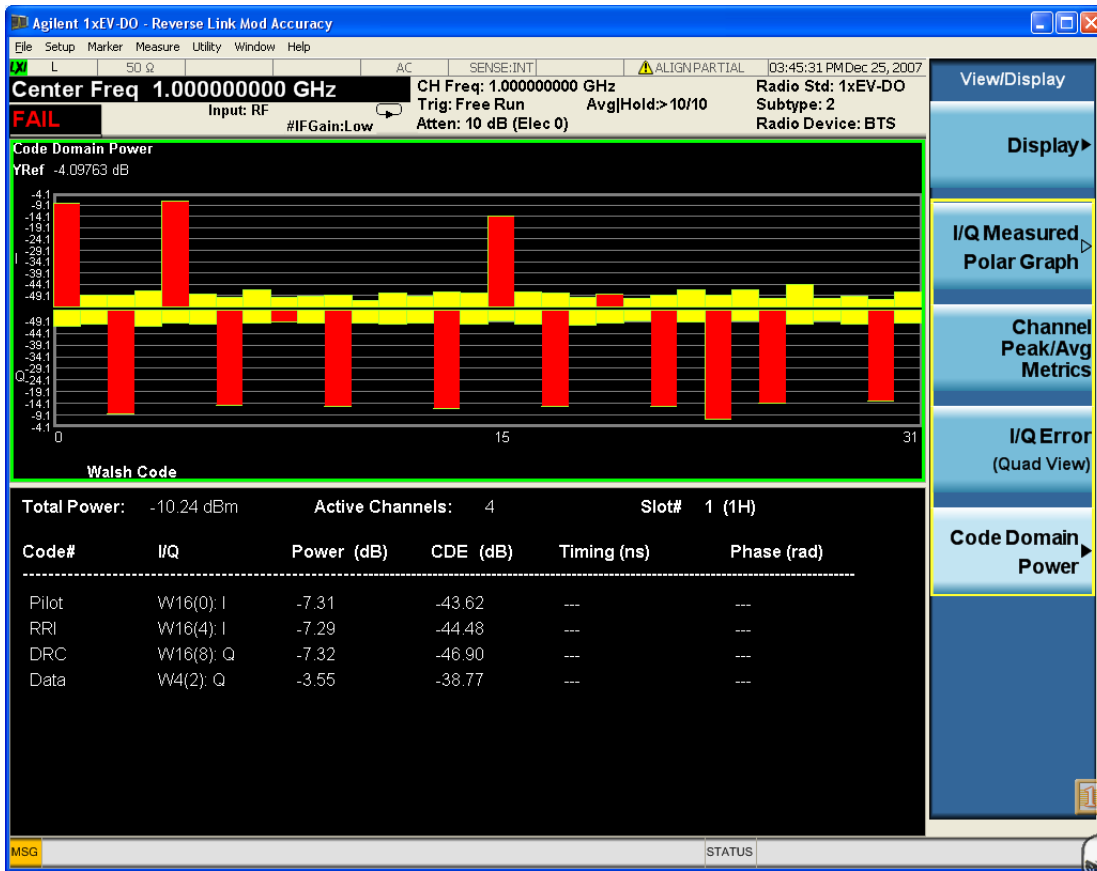 Agilent 1xEV-DO - Reverse Link Mod Accuracy
File Setup Marker Measure Utility Window Help
LXI L 50 Ω AC SENSE:INT ALIGN PARTIAL 03:45:31 PM Dec 25, 2007
Center Freq 1.000000000 GHz
Input: RF
#IFGain:Low
CH Freq: 1.000000000 GHz
Trig: Free Run Avg|Hold:> 10/10
Atten: 10 dB (Elec 0)
Radio Std: 1xEV-DO
Subtype: 2
Radio Device: BTS
FAIL
Code Domain Power
YRef -4.09763 dB
-4.1
-9.1
-14.1
-19.1
-24.1
-29.1
I -34.1
-39.1
-44.1
-49.1
-49.1
-44.1
-39.1
-34.1
-29.1
Q -24.1
-19.1
-14.1
-9.1
-4.1
0 15 31
Walsh Code
Total Power: -10.24 dBm Active Channels: 4 Slot# 1 (1H)
Code# I/Q Power (dB) CDE (dB) Timing (ns) Phase (rad)
Pilot W16(0): I -7.31 -43.62 --- ---
RRI W16(4): I -7.29 -44.48 --- ---
DRC W16(8): Q -7.32 -46.90 --- ---
Data W4(2): Q -3.55 -38.77 --- ---
View/Display
Display
I/Q Measured
Polar Graph
Channel
Peak/Avg
Metrics
I/Q Error
(Quad View)
Code Domain
Power
1
MSG STATUS